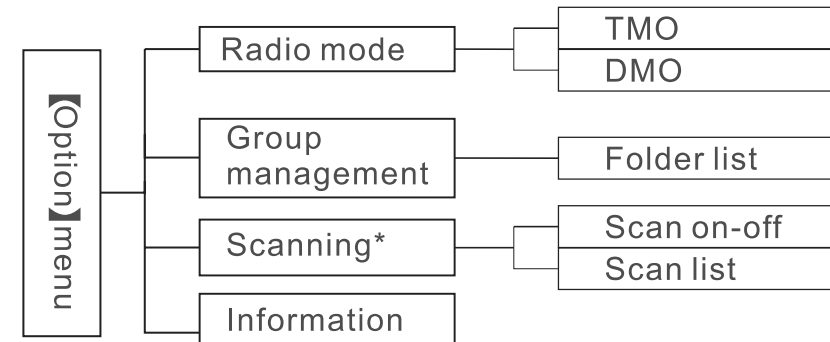 【Option】menu
Radio mode
TMO
DMO
Group
management
Folder list
Scanning*
Scan on-off
Scan list
Information